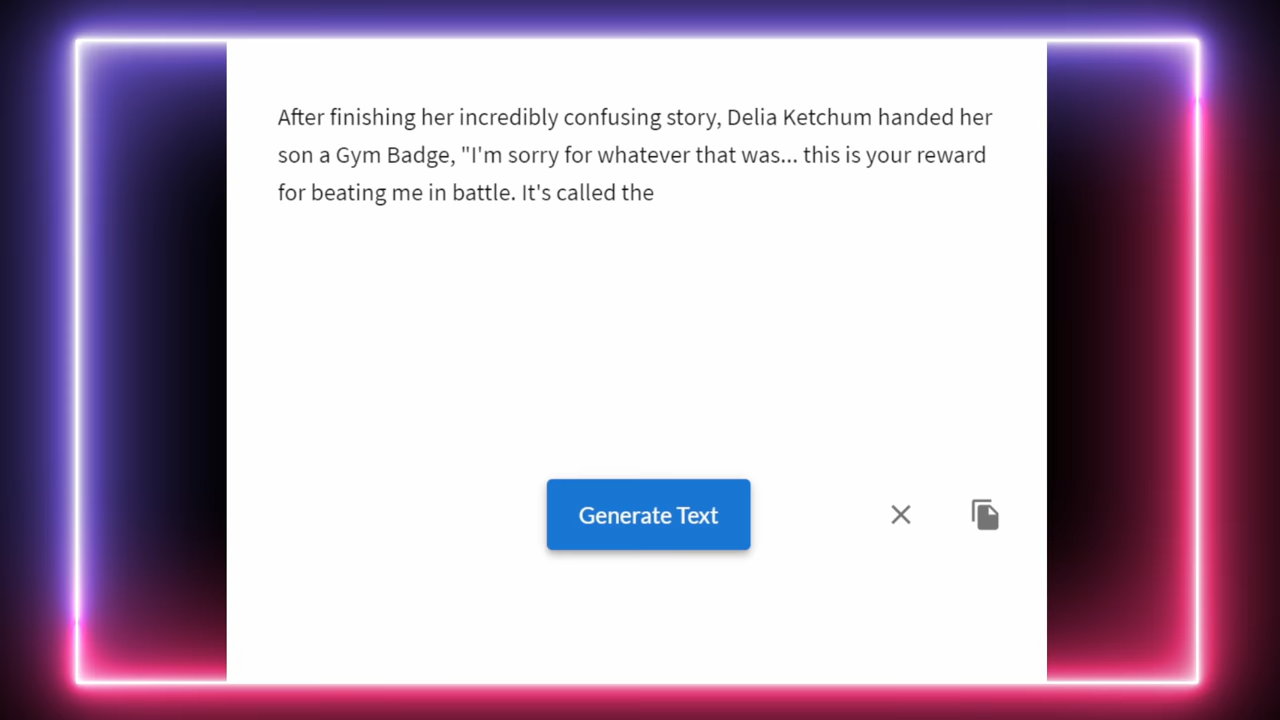 After finishing her incredibly confusing story, Delia Ketchum handed her
son a Gym Badge, "I'm sorry for whatever that was... this is your reward
for beating me in battle. It's called the
Generate Text